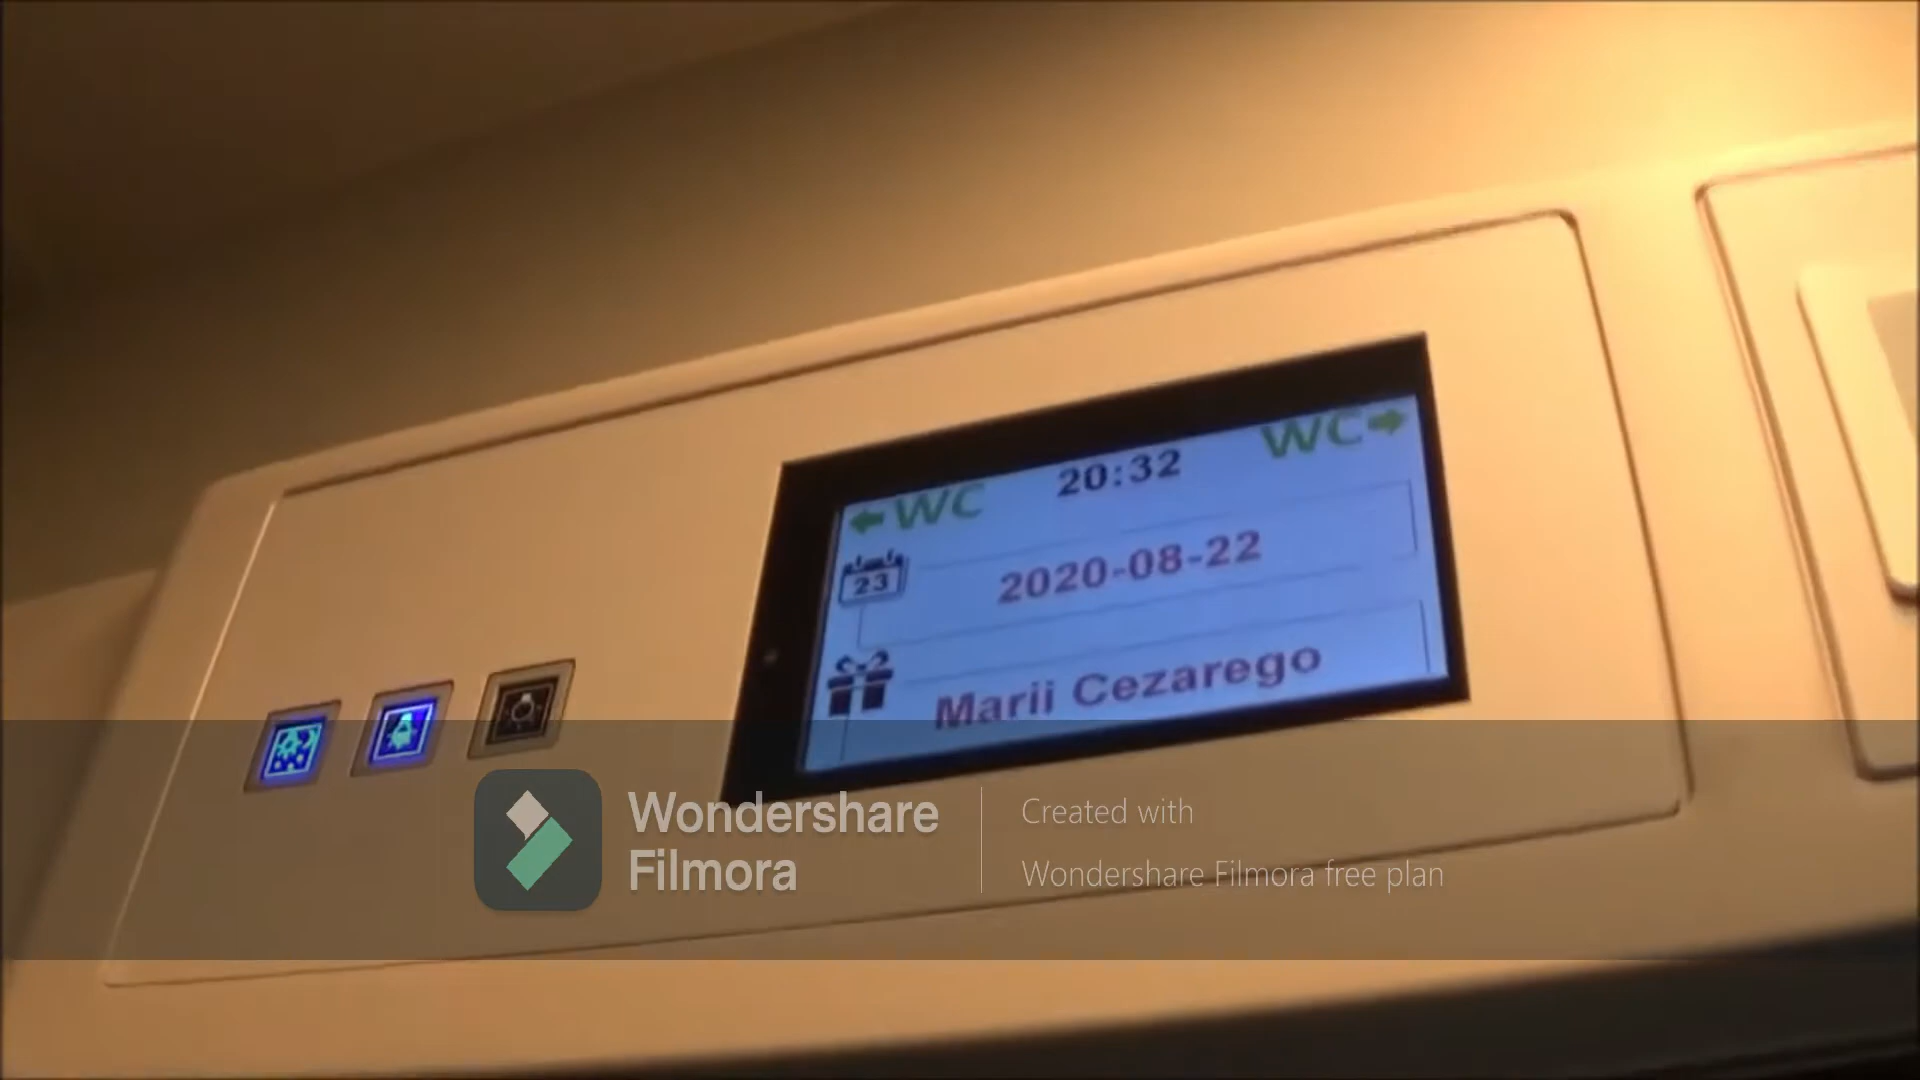 WC
20:32
WC
23
2020-08-22
Marii Cezarego
Wondershare
Filmora
Created with
Wondershare Filmora free plan